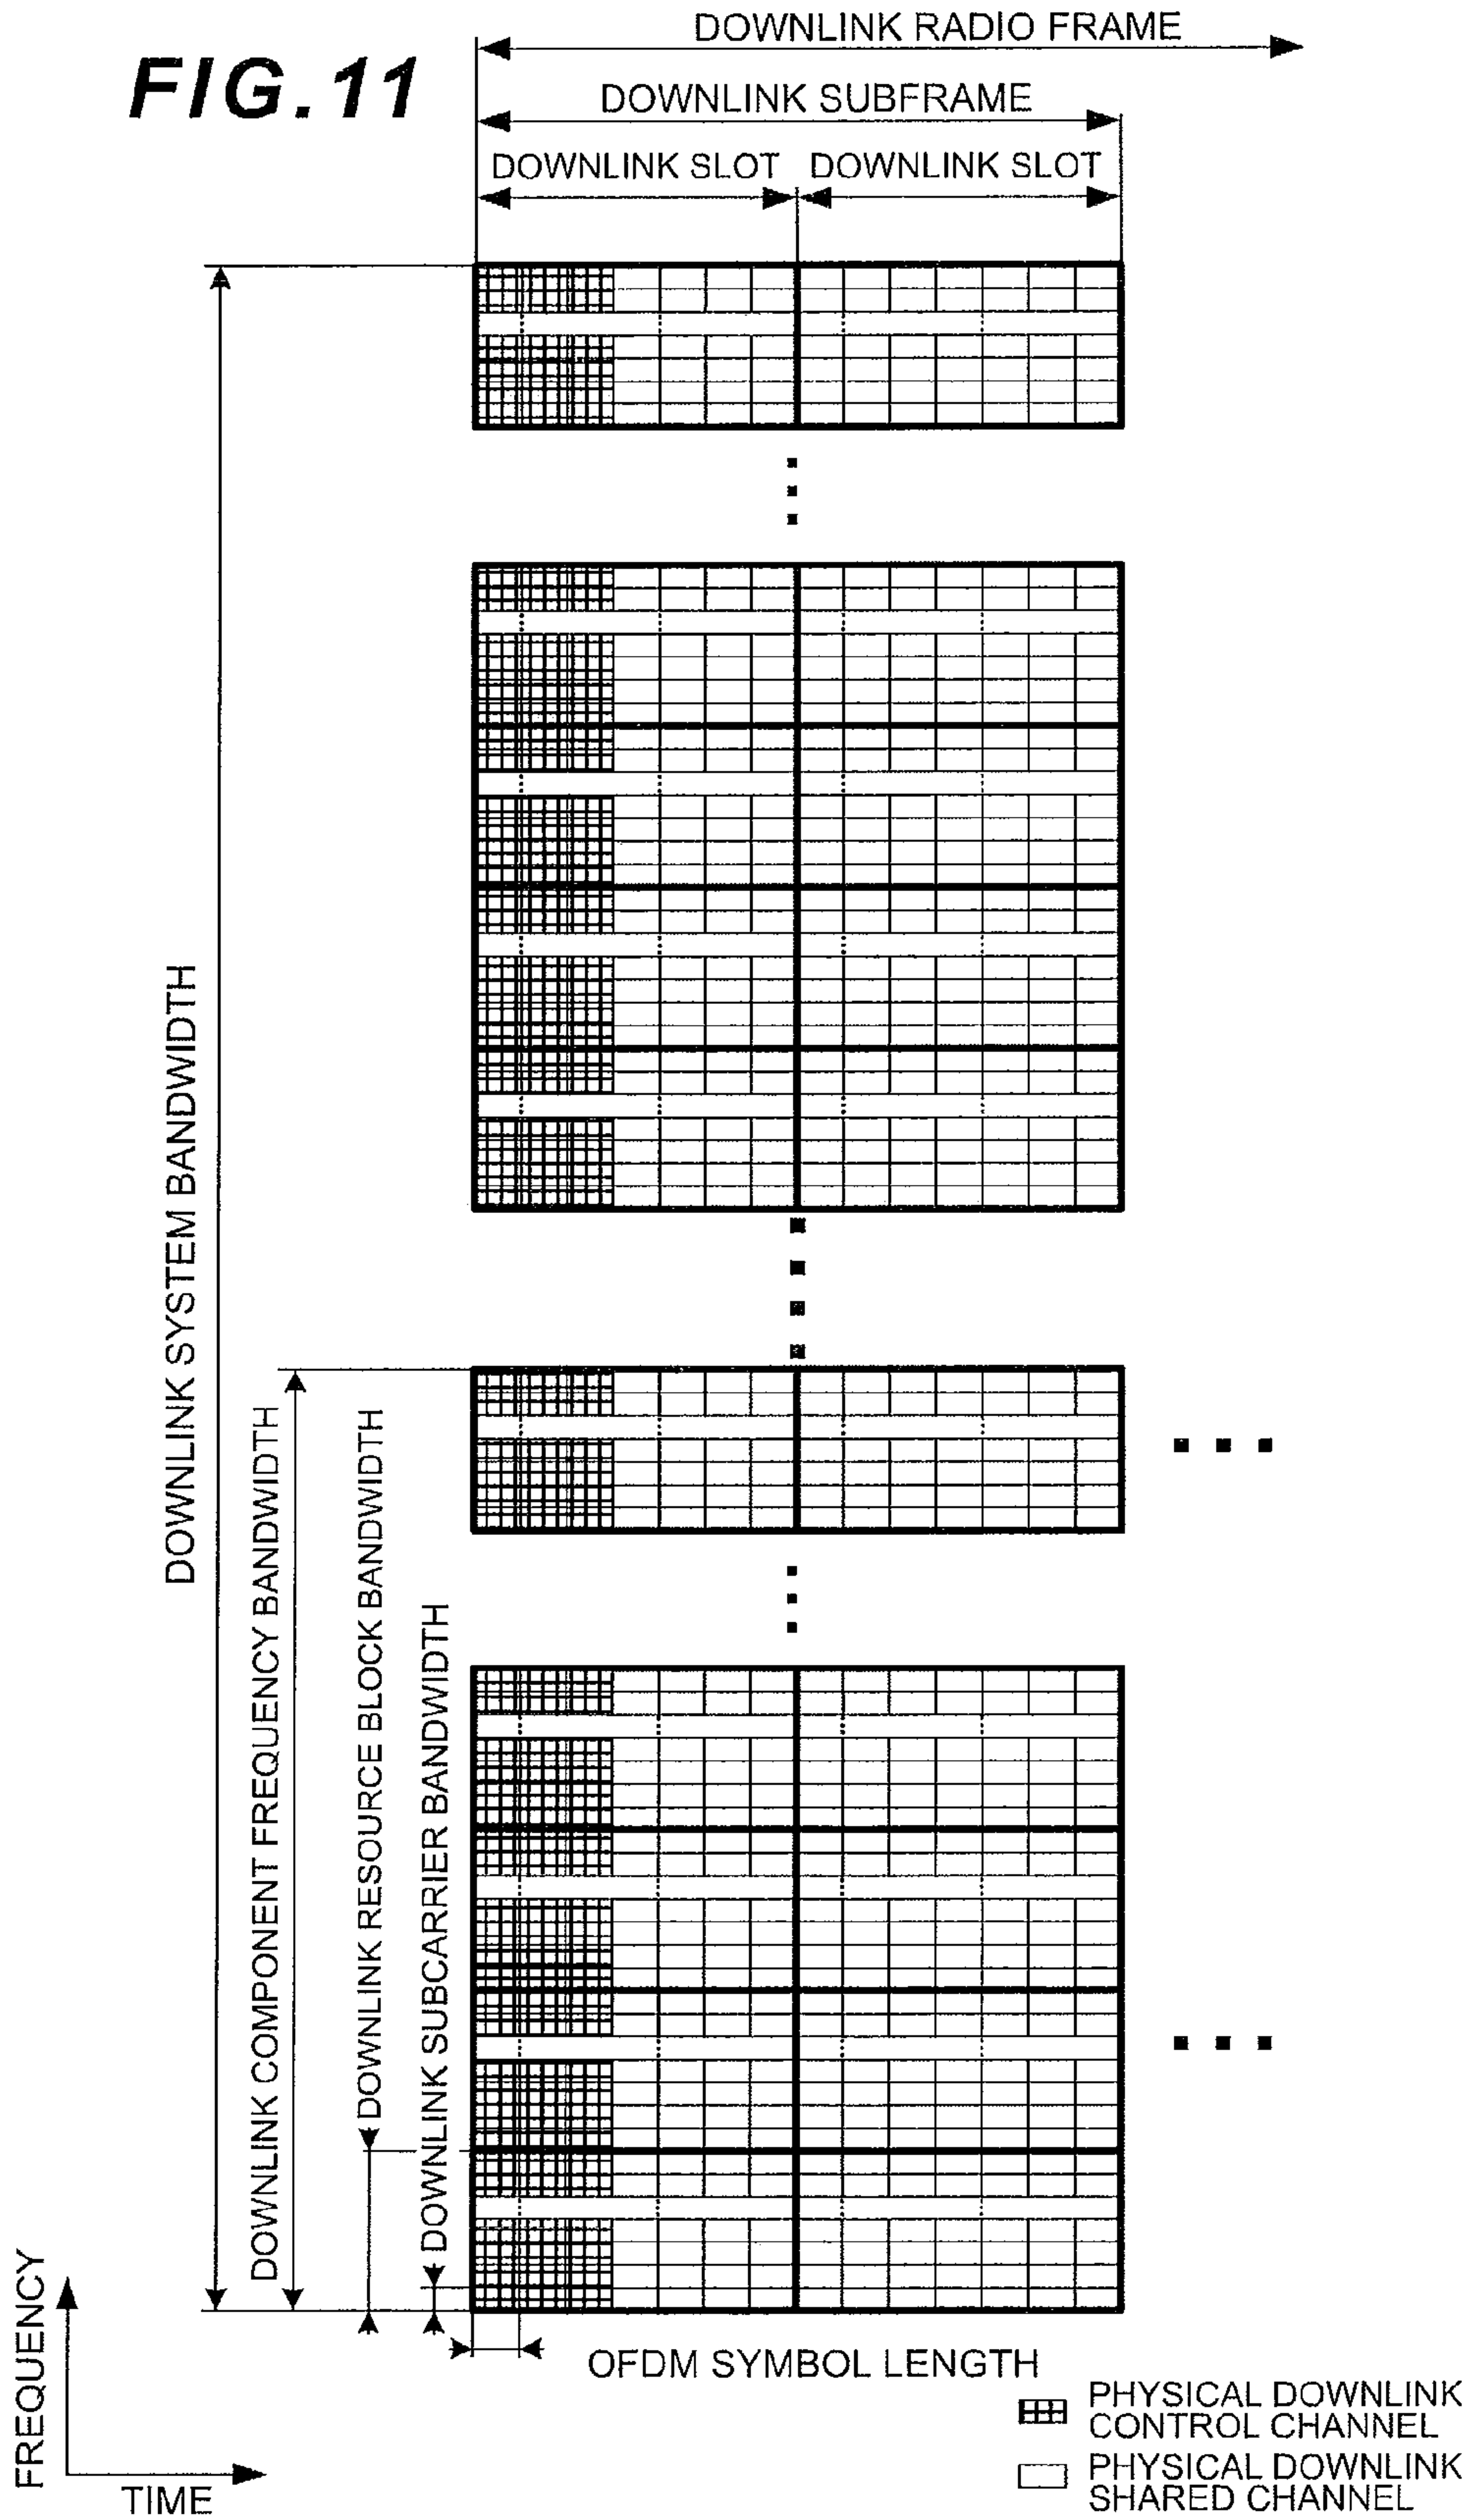 FIG.11
DOWNLINK RADIO FRAME
DOWNLINK SUBFRAME
DOWNLINK SLOT
DOWNLINK SLOT
DOWNLINK SYSTEM BANDWIDTH
DOWNLINK COMPONENT FREQUENCY BANDWIDTH
DOWNLINK RESOURCE BLOCK BANDWIDTH
DOWNLINK SUBCARRIER BANDWIDTH
FREQUENCY
TIME
OFDM SYMBOL LENGTH
PHYSICAL DOWNLINK
CONTROL CHANNEL
PHYSICAL DOWNLINK
SHARED CHANNEL